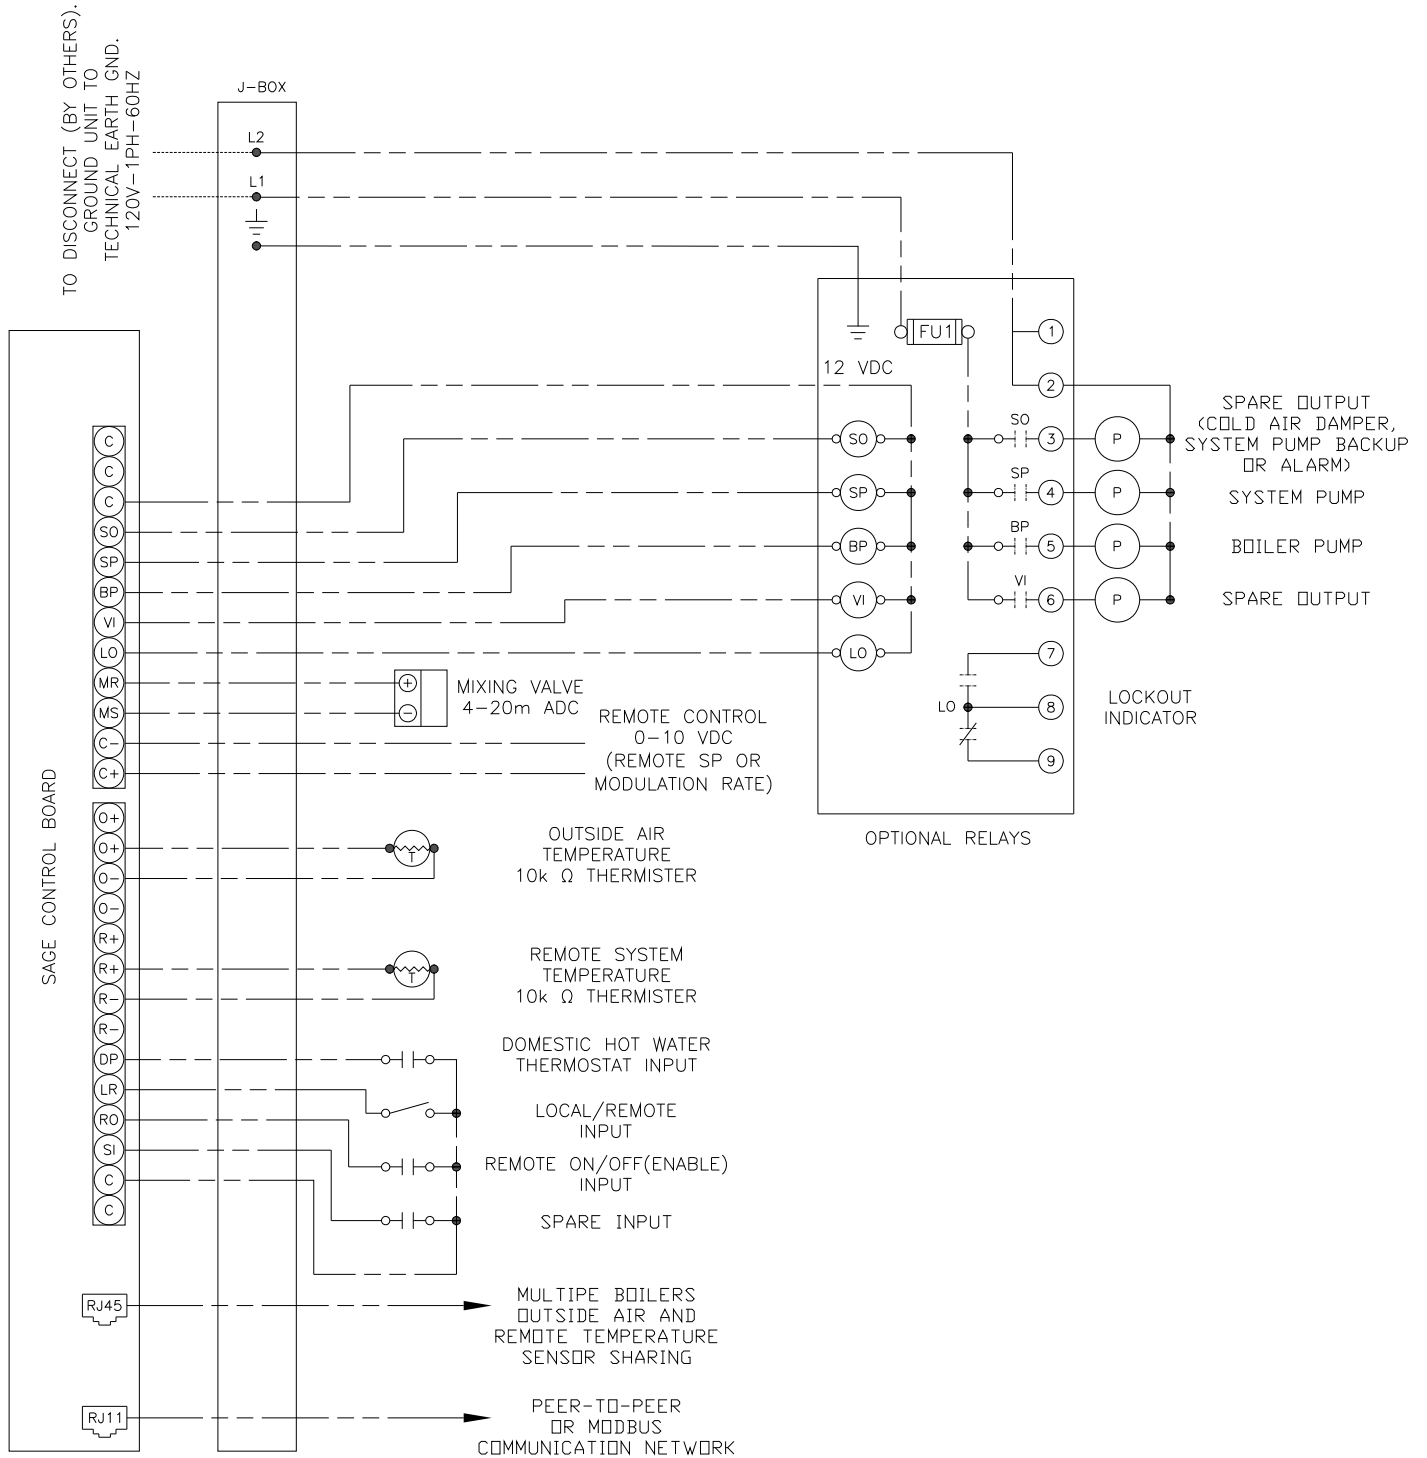 TO DISCONNECT (BY OTHERS).
GROUND UNIT TO
TECHNICAL EARTH GND.
120V-1PH-60HZ
J-BOX
L2
L1
FU1
1
12 VDC
2
SPARE OUTPUT
(COLD AIR DAMPER,
SYSTEM PUMP BACKUP
OR ALARM)
SO
SO
3
P
SP
SP
4
P
SYSTEM PUMP
BP
BP
5
P
BOILER PUMP
VI
VI
6
P
SPARE OUTPUT
LO
7
LO
8
9
LOCKOUT
INDICATOR
OPTIONAL RELAYS
SAGE CONTROL BOARD
C
C
C
SO
SP
BP
VI
LO
MR
MS
C-
C+
+
-
MIXING VALVE
4-20m ADC
REMOTE CONTROL
0-10 VDC
(REMOTE SP OR
MODULATION RATE)
O+
O+
O-
O-
R+
R+
R-
R-
DP
LR
RO
SI
C
C
T
OUTSIDE AIR
TEMPERATURE
10k Ω THERMISTER
T
REMOTE SYSTEM
TEMPERATURE
10k Ω THERMISTER
DOMESTIC HOT WATER
THERMOSTAT INPUT
LOCAL/REMOTE
INPUT
REMOTE ON/OFF(ENABLE)
INPUT
SPARE INPUT
RJ45
MULTIPE BOILERS
OUTSIDE AIR AND
REMOTE TEMPERATURE
SENSOR SHARING
RJ11
PEER-TO-PEER
OR MODBUS
COMMUNICATION NETWORK